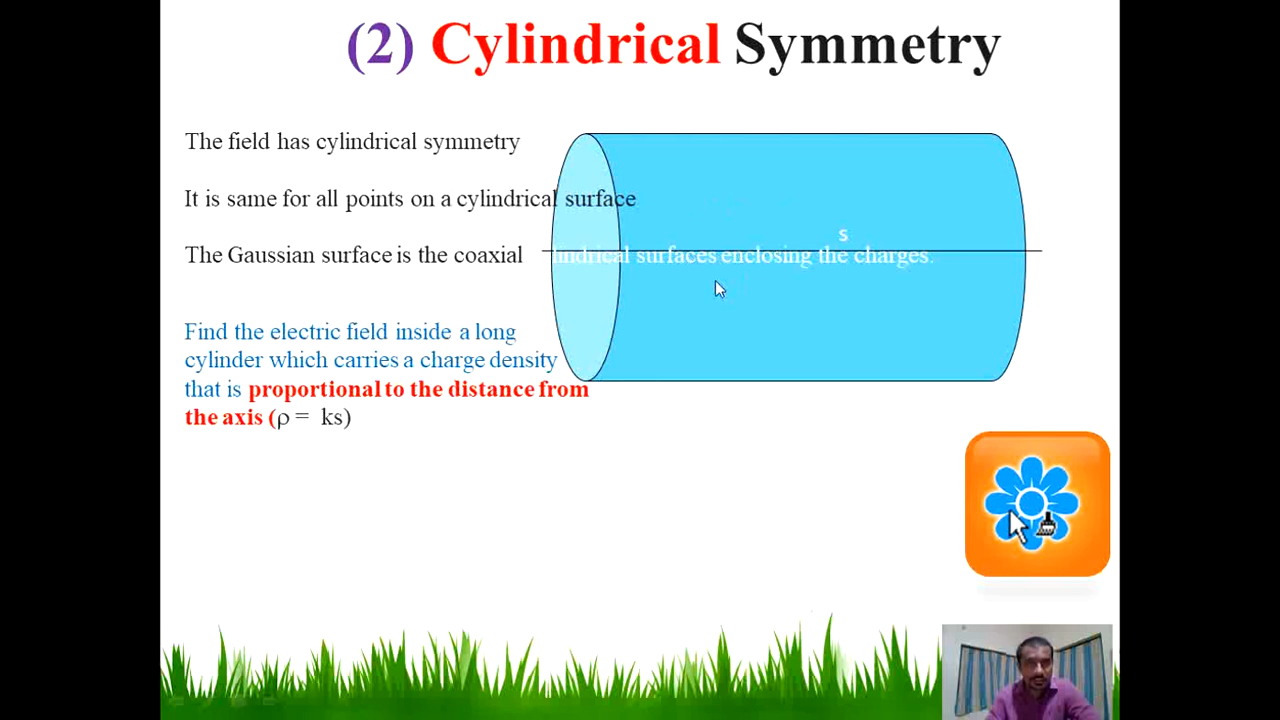 (2) Cylindrical Symmetry
The field has cylindrical symmetry
It is same for all points on a cylindrical surface
s
The Gaussian surface is the coaxial lindrical surfaces enclosing the charges.
Find the electric field inside a long
cylinder which carries a charge density
that is proportional to the distance from
the axis (ρ = ks)